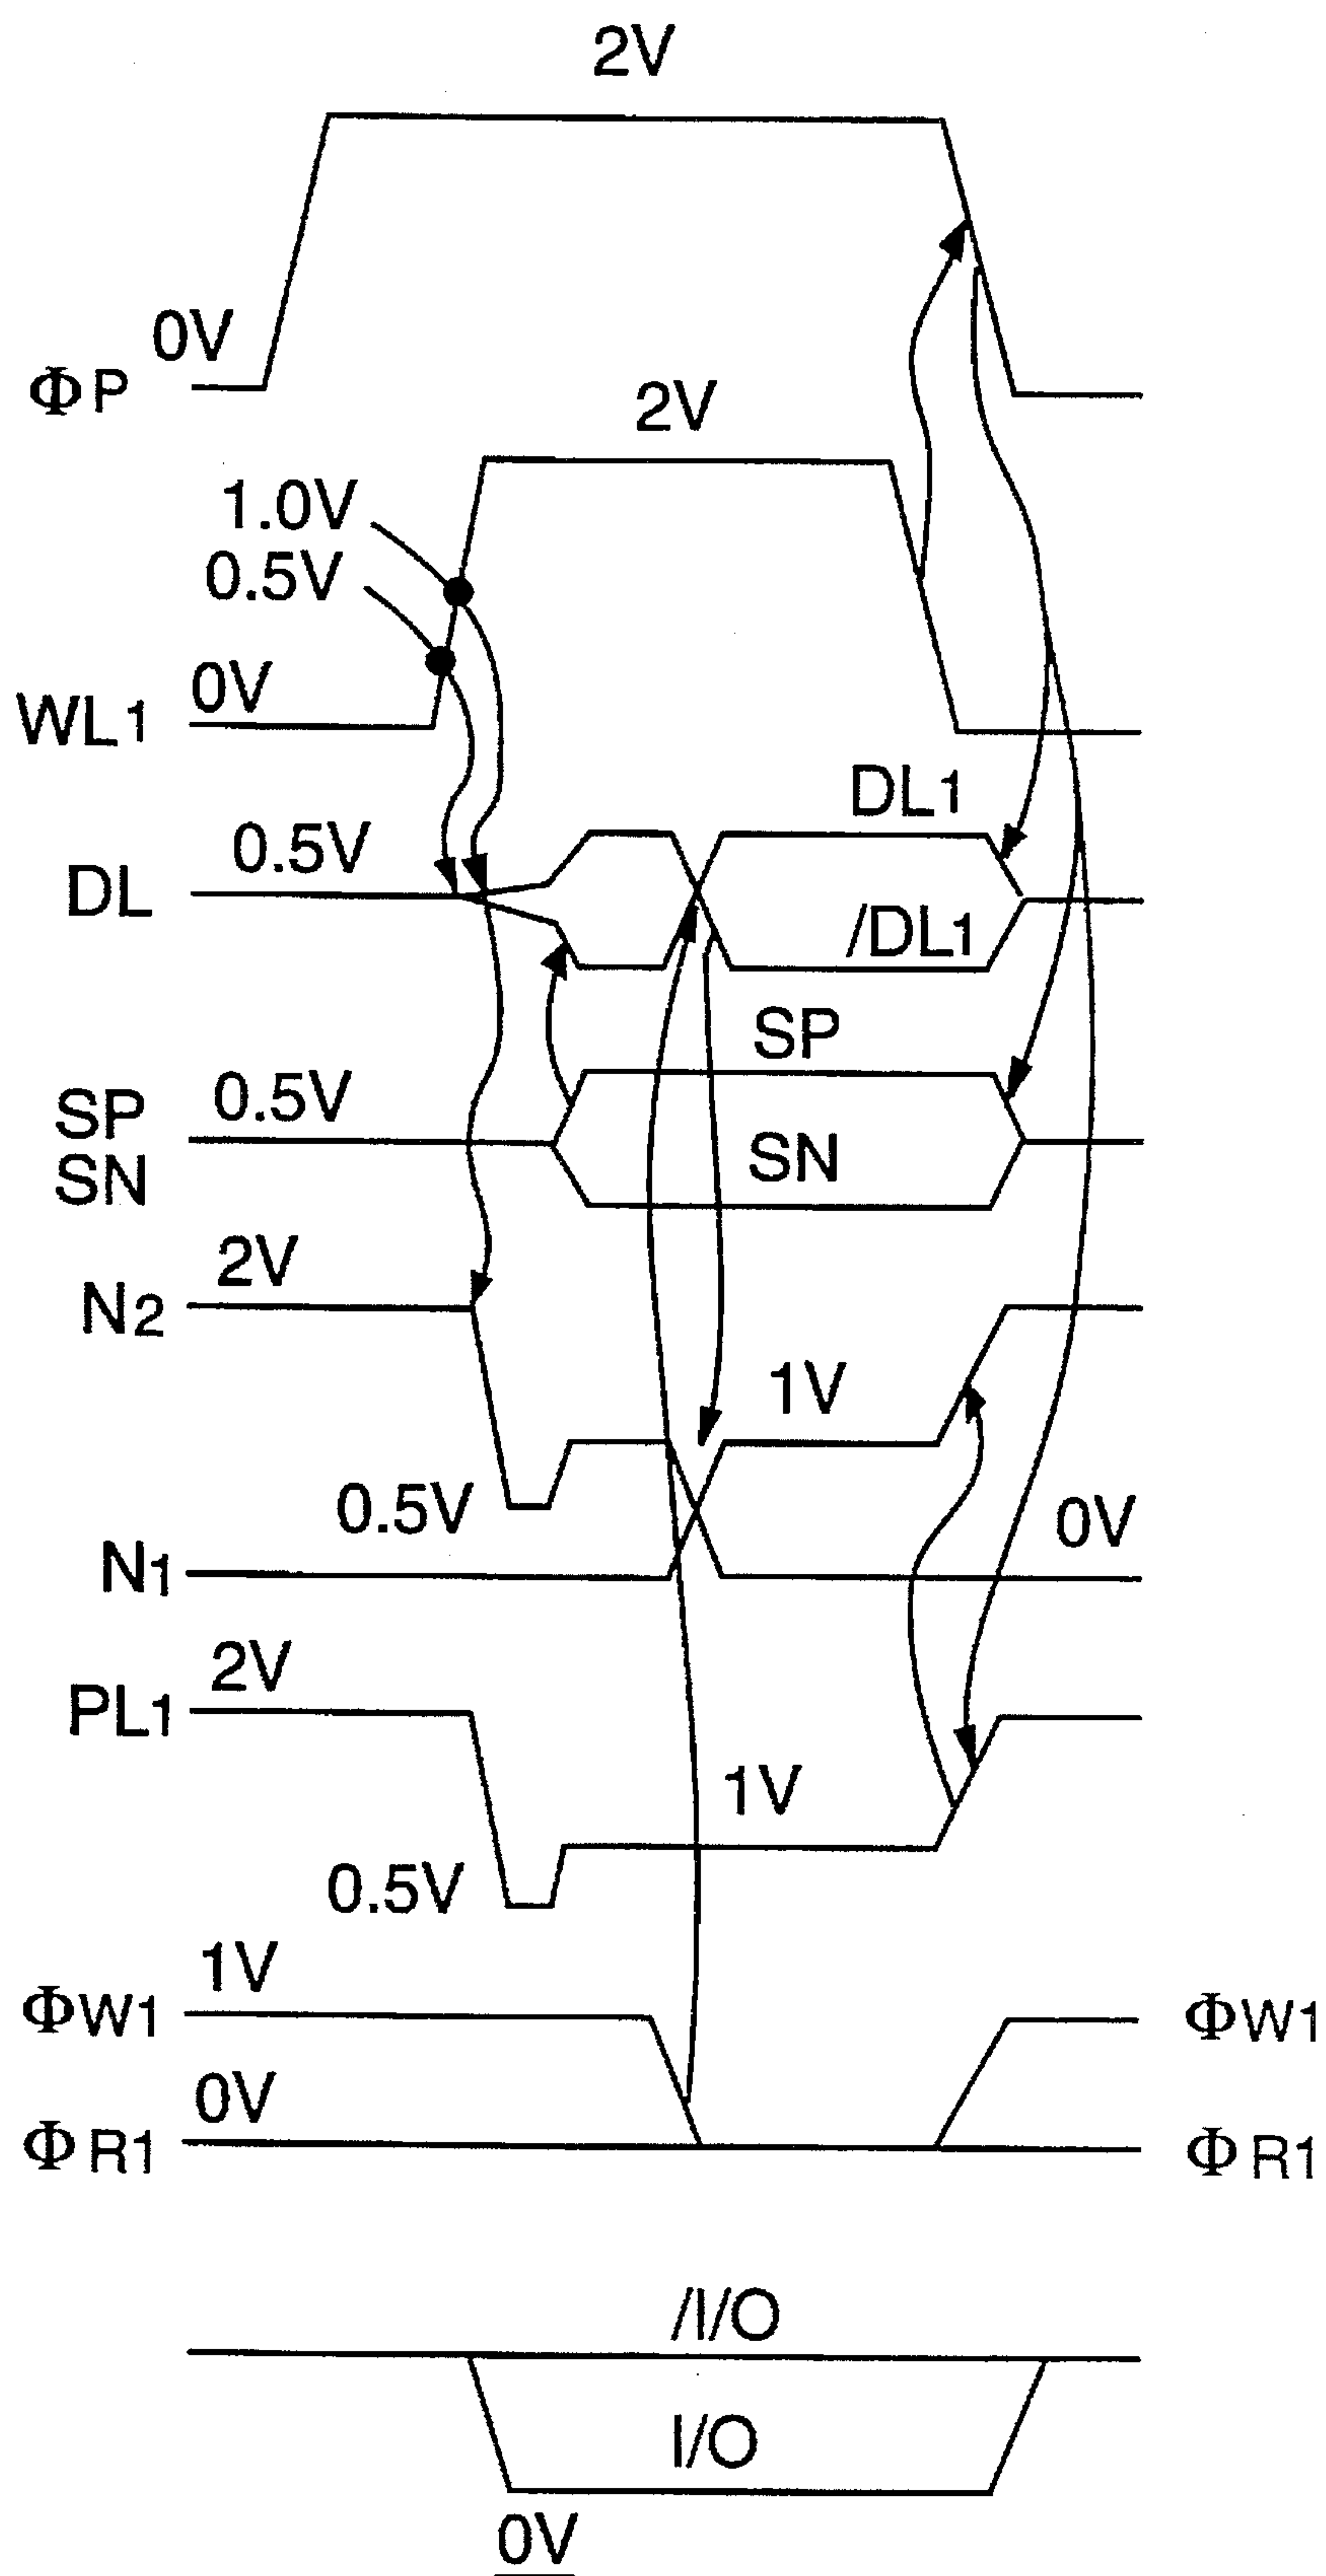 2V
0V
ΦP
2V
1.0V
0.5V
0V
WL1
DL1
0.5V
DL
/DL1
SP
0.5V
SP
SN
SN
2V
N2
1V
0.5V
0V
N1
2V
PL1
1V
0.5V
1V
ΦW1 ΦW1
0V
ΦR1 ΦR1
/I/O
I/O
0V